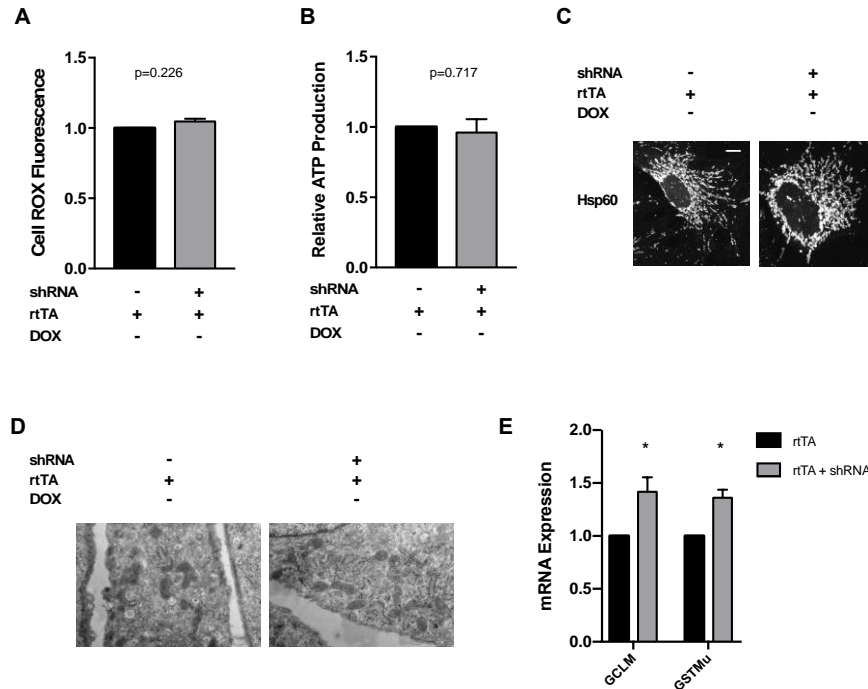 A
Cell ROX Fluorescence
1.5
1.0
0.5
0.0
p=0.226
shRNA - +
rtTA + +
DOX - -
B
Relative ATP Production
1.5
1.0
0.5
0.0
p=0.717
shRNA - +
rtTA + +
DOX - -
C
shRNA - +
rtTA + +
DOX - -
Hsp60
D
shRNA - +
rtTA + +
DOX - -
E
mRNA Expression
2.0
1.5
1.0
0.5
0.0
* *
GCLM
GSTMu
rtTA
rtTA + shRNA